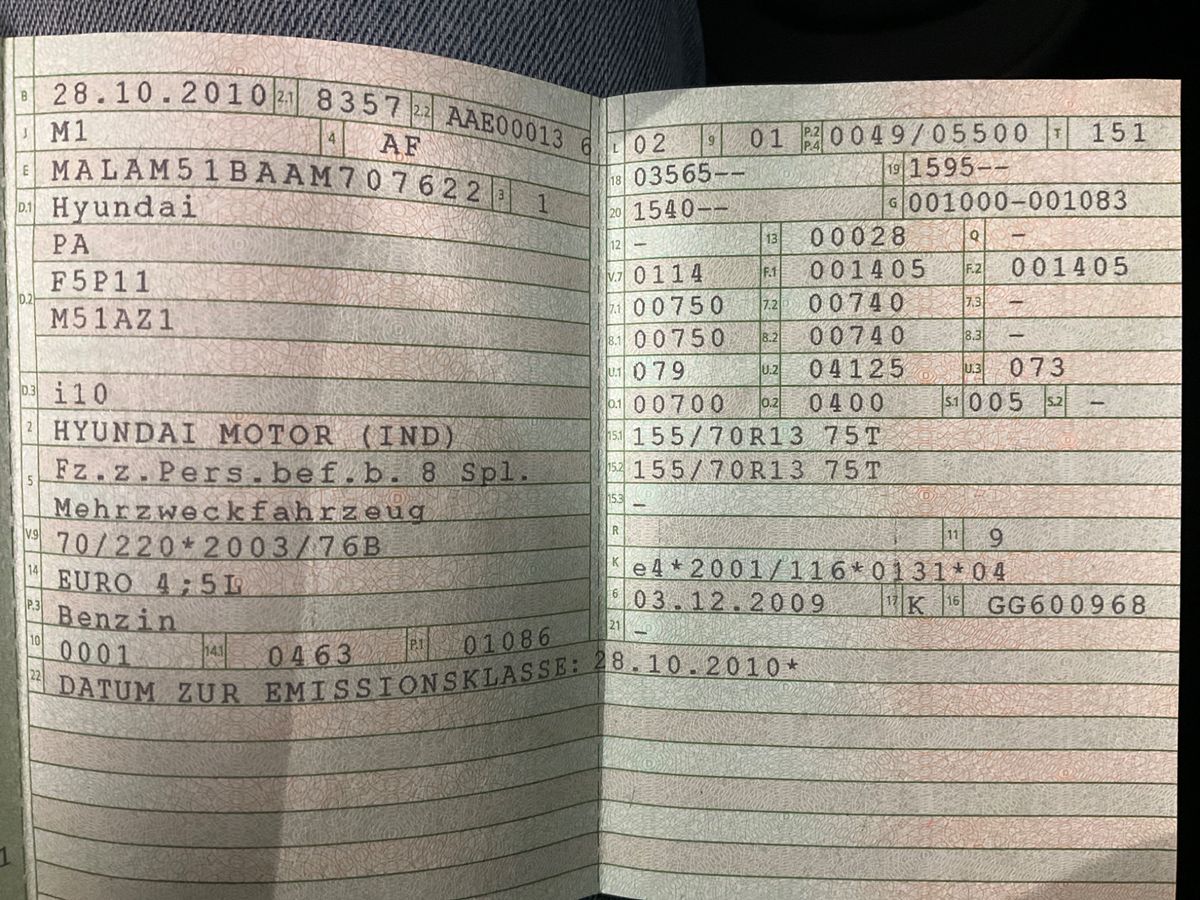 B 28.10.2010 2.1 8357 2.2 AAE00013 6
J M1 4 AF
E MALAM51BAAM707622 3 1
D.1 Hyundai
PA
D.2 F5P11
M51AZ1
D.3 i10
2 HYUNDAI MOTOR (IND)
5 Fz.z.Pers.bef.b. 8 Spl.
Mehrzweckfahrzeug
V.9 70/220*2003/76B
14 EURO 4;5L
P.3 Benzin
10 0001 14.1 0463 P.1 01086
22 DATUM ZUR EMISSIONSKLASSE: 28.10.2010*
L 02 9 01 P.2 P.4 0049/05500 T 151
18 03565-- 19 1595--
20 1540-- G 001000-001083
12 - 13 00028 Q -
V.7 0114 F.1 001405 F.2 001405
7.1 00750 7.2 00740 7.3 -
8.1 00750 8.2 00740 8.3 -
U.1 079 U.2 04125 U.3 073
O.1 00700 O.2 0400 S.1 005 S.2 -
15.1 155/70R13 75T
15.2 155/70R13 75T
15.3 -
R 11 9
K e4*2001/116*0131*04
6 03.12.2009 17 K 16 GG600968
21 -
1